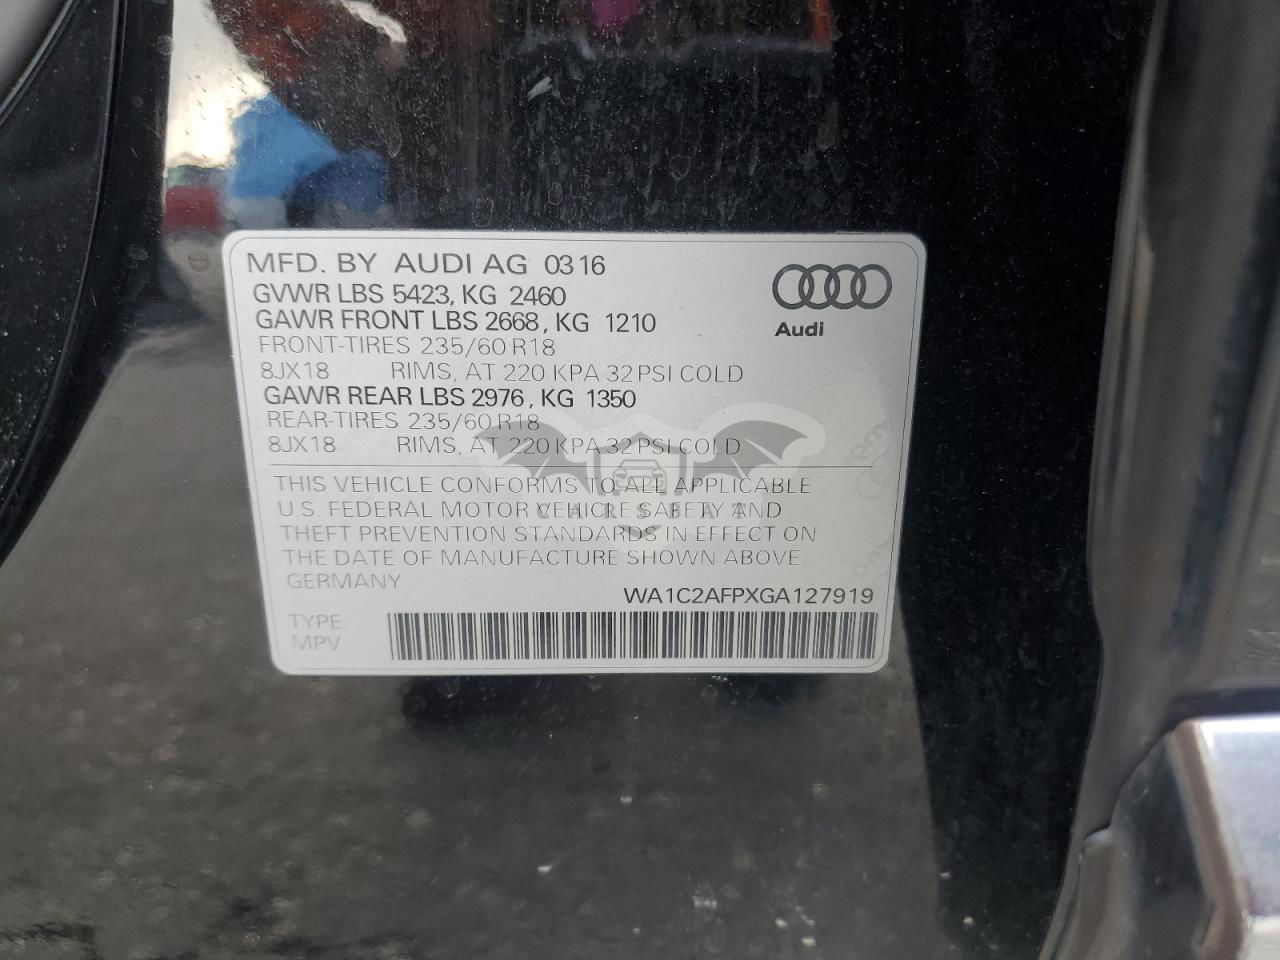 MFD. BY AUDI AG 03 16
GVWR LBS 5423, KG 2460
GAWR FRONT LBS 2668, KG 1210
FRONT-TIRES 235/60 R18
8JX18 RIMS, AT 220 KPA 32 PSI COLD
GAWR REAR LBS 2976, KG 1350
REAR-TIRES 235/60 R18
8JX18 RIMS, AT 220 KPA 32 PSI COLD
Audi
THIS VEHICLE CONFORMS TO ALL APPLICABLE
U.S. FEDERAL MOTOR VEHICLE SAFETY AND
THEFT PREVENTION STANDARDS IN EFFECT ON
THE DATE OF MANUFACTURE SHOWN ABOVE.
GERMANY
WA1C2AFPXGA127919
TYPE:
MPV